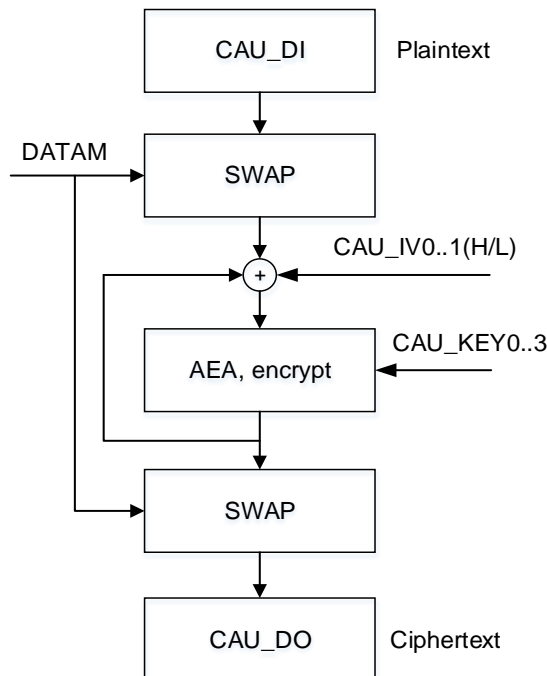 CAU_DI
Plaintext
DATAM
SWAP
CAU_IV0..1(H/L)
+
CAU_KEY0..3
AEA, encrypt
SWAP
CAU_DO
Ciphertext